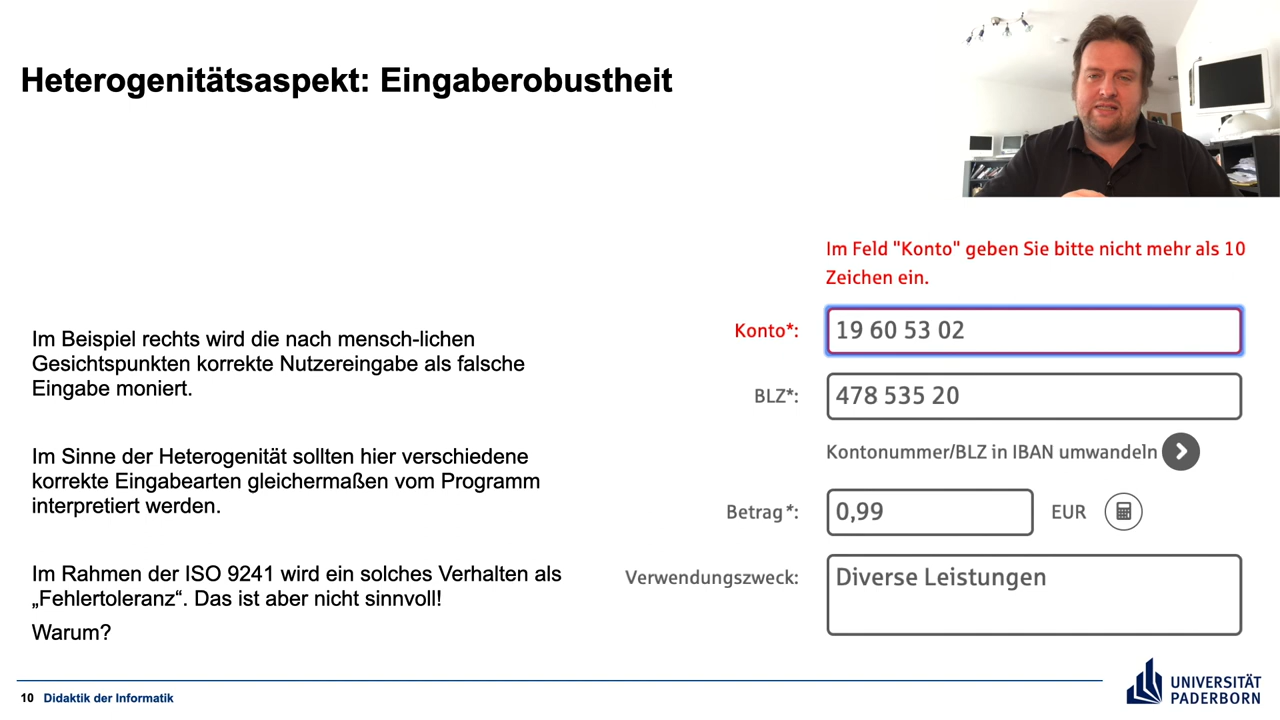 Heterogenitätsaspekt: Eingaberobustheit
Im Beispiel rechts wird die nach mensch-lichen
Gesichtspunkten korrekte Nutzereingabe als falsche
Eingabe moniert.
Im Sinne der Heterogenität sollten hier verschiedene
korrekte Eingabearten gleichermaßen vom Programm
interpretiert werden.
Im Rahmen der ISO 9241 wird ein solches Verhalten als
„Fehlertoleranz“. Das ist aber nicht sinnvoll!
Warum?
Im Feld "Konto" geben Sie bitte nicht mehr als 10
Zeichen ein.
Konto*: 19 60 53 02
BLZ*: 478 535 20
Kontonummer/BLZ in IBAN umwandeln
Betrag*: 0,99 EUR
Verwendungszweck: Diverse Leistungen
10 Didaktik der Informatik
UNIVERSITÄT
PADERBORN